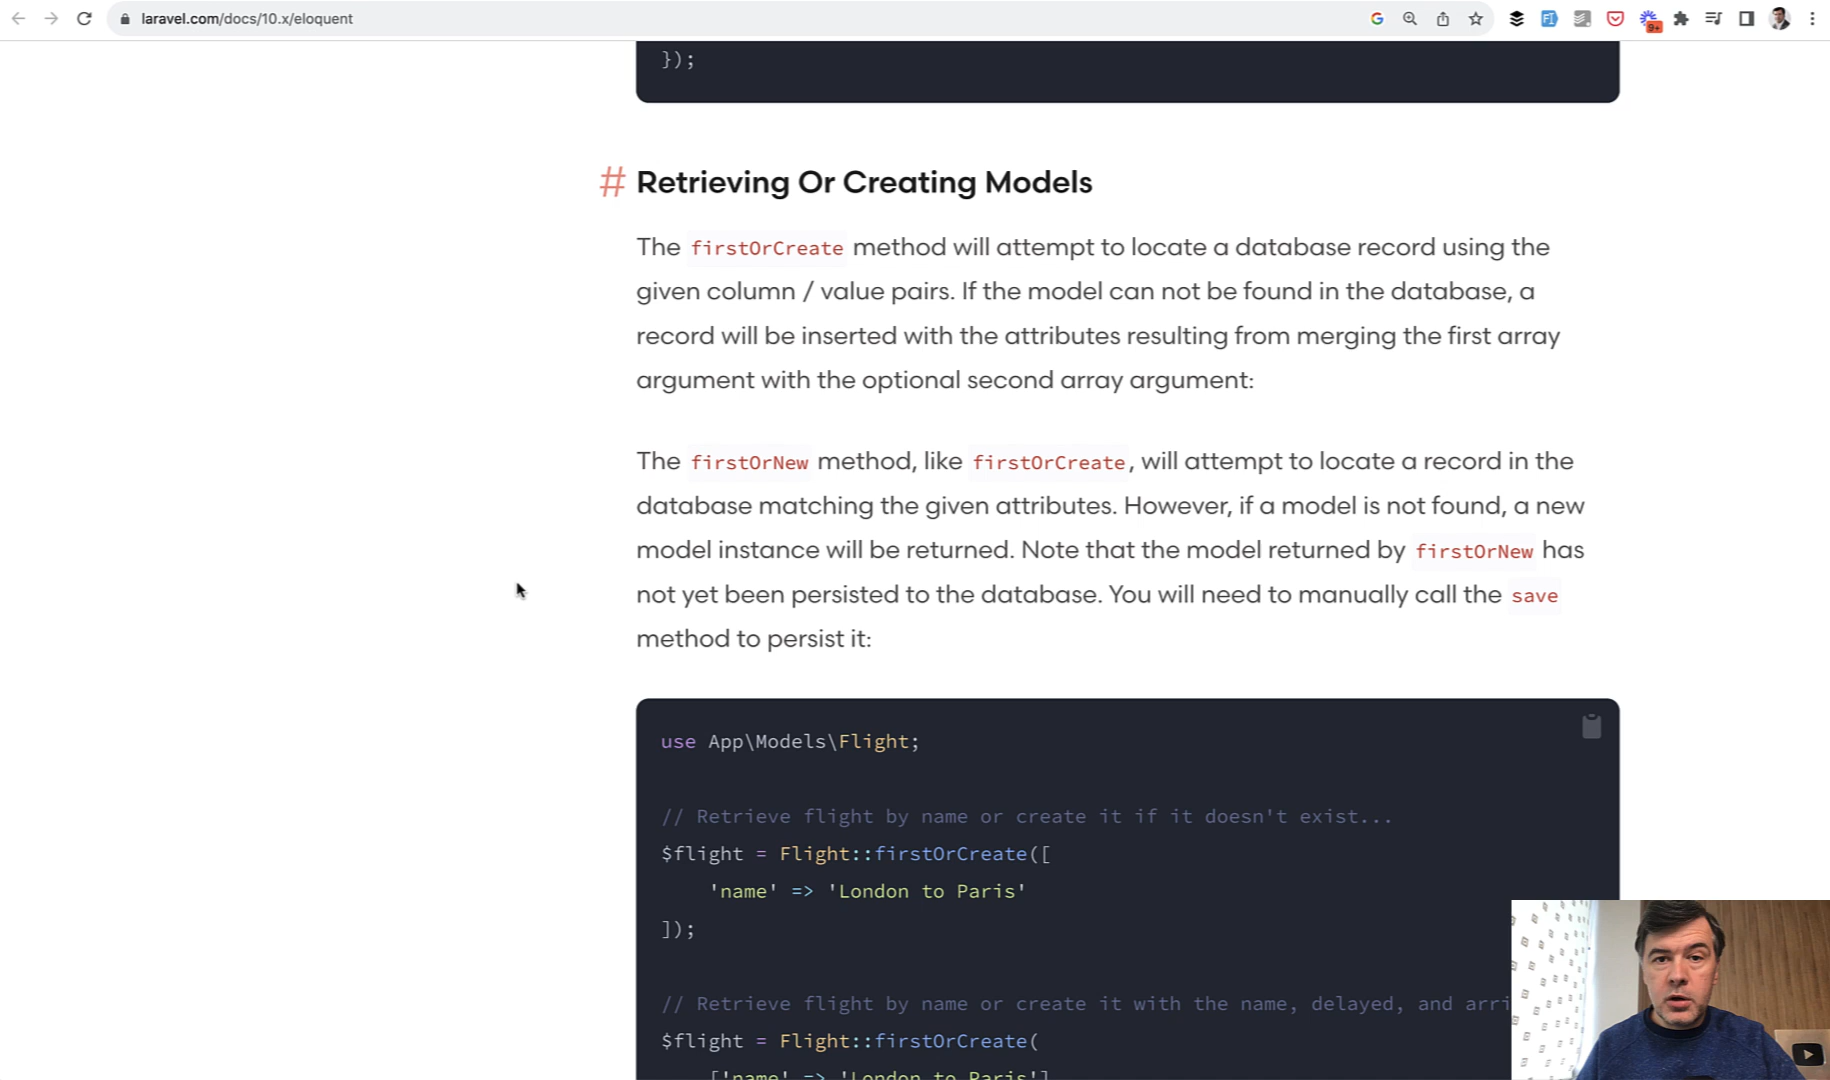 laravel.com/docs/10.x/eloquent
9+
});
# Retrieving Or Creating Models
The firstOrCreate method will attempt to locate a database record using the
given column / value pairs. If the model can not be found in the database, a
record will be inserted with the attributes resulting from merging the first array
argument with the optional second array argument:
The firstOrNew method, like firstOrCreate, will attempt to locate a record in the
database matching the given attributes. However, if a model is not found, a new
model instance will be returned. Note that the model returned by firstOrNew has
not yet been persisted to the database. You will need to manually call the save
method to persist it:
use App\Models\Flight;
// Retrieve flight by name or create it if it doesn't exist...
$flight = Flight::firstOrCreate([
'name' => 'London to Paris'
]);
// Retrieve flight by name or create it with the name, delayed, and arri
$flight = Flight::firstOrCreate(
['name' => 'London to Paris']